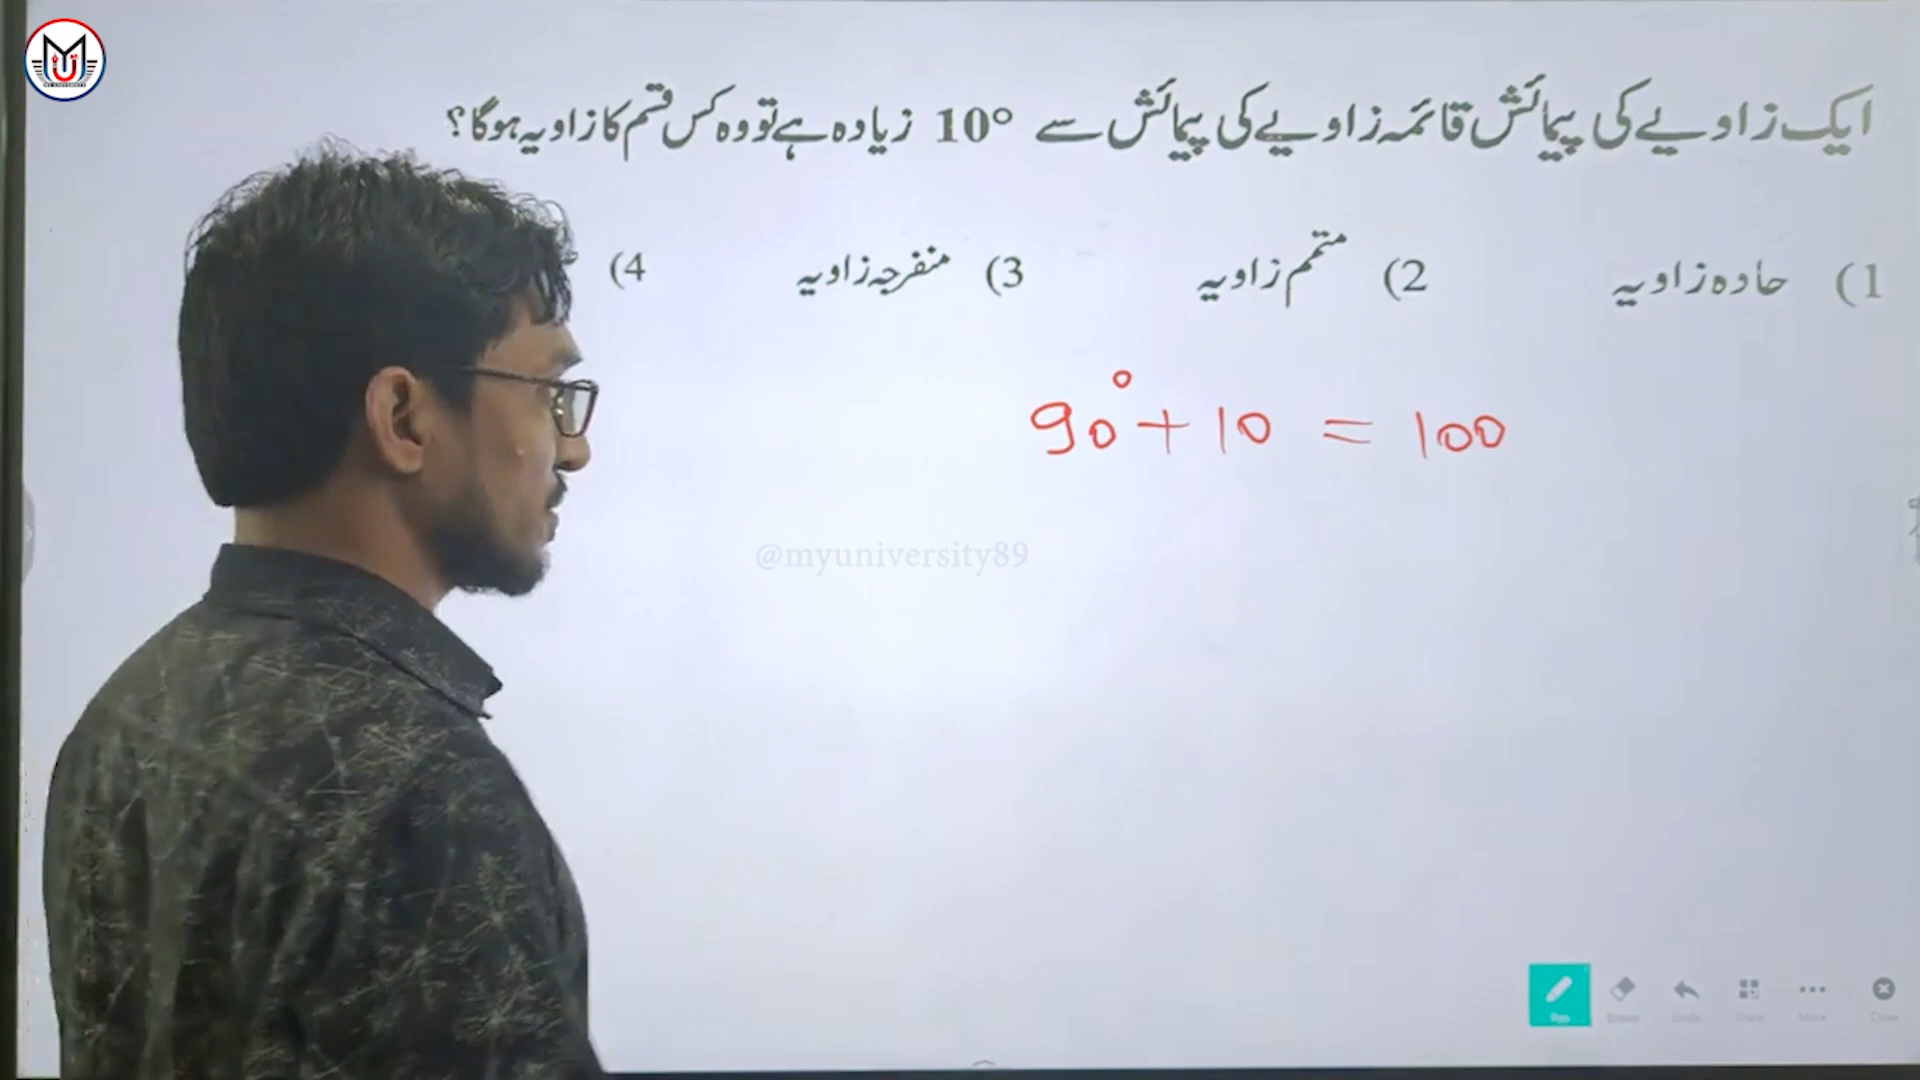 ایک زاویے کی پیمائش قائمہ زاویے کی پیمائش سے 10° زیادہ ہے تو وہ کس قسم کا زاویہ ہوگا؟
1) حادہ زاویہ 2) متمم زاویہ 3) منفرجہ زاویہ 4)
90° + 10 = 100
@myuniversity89
Pen